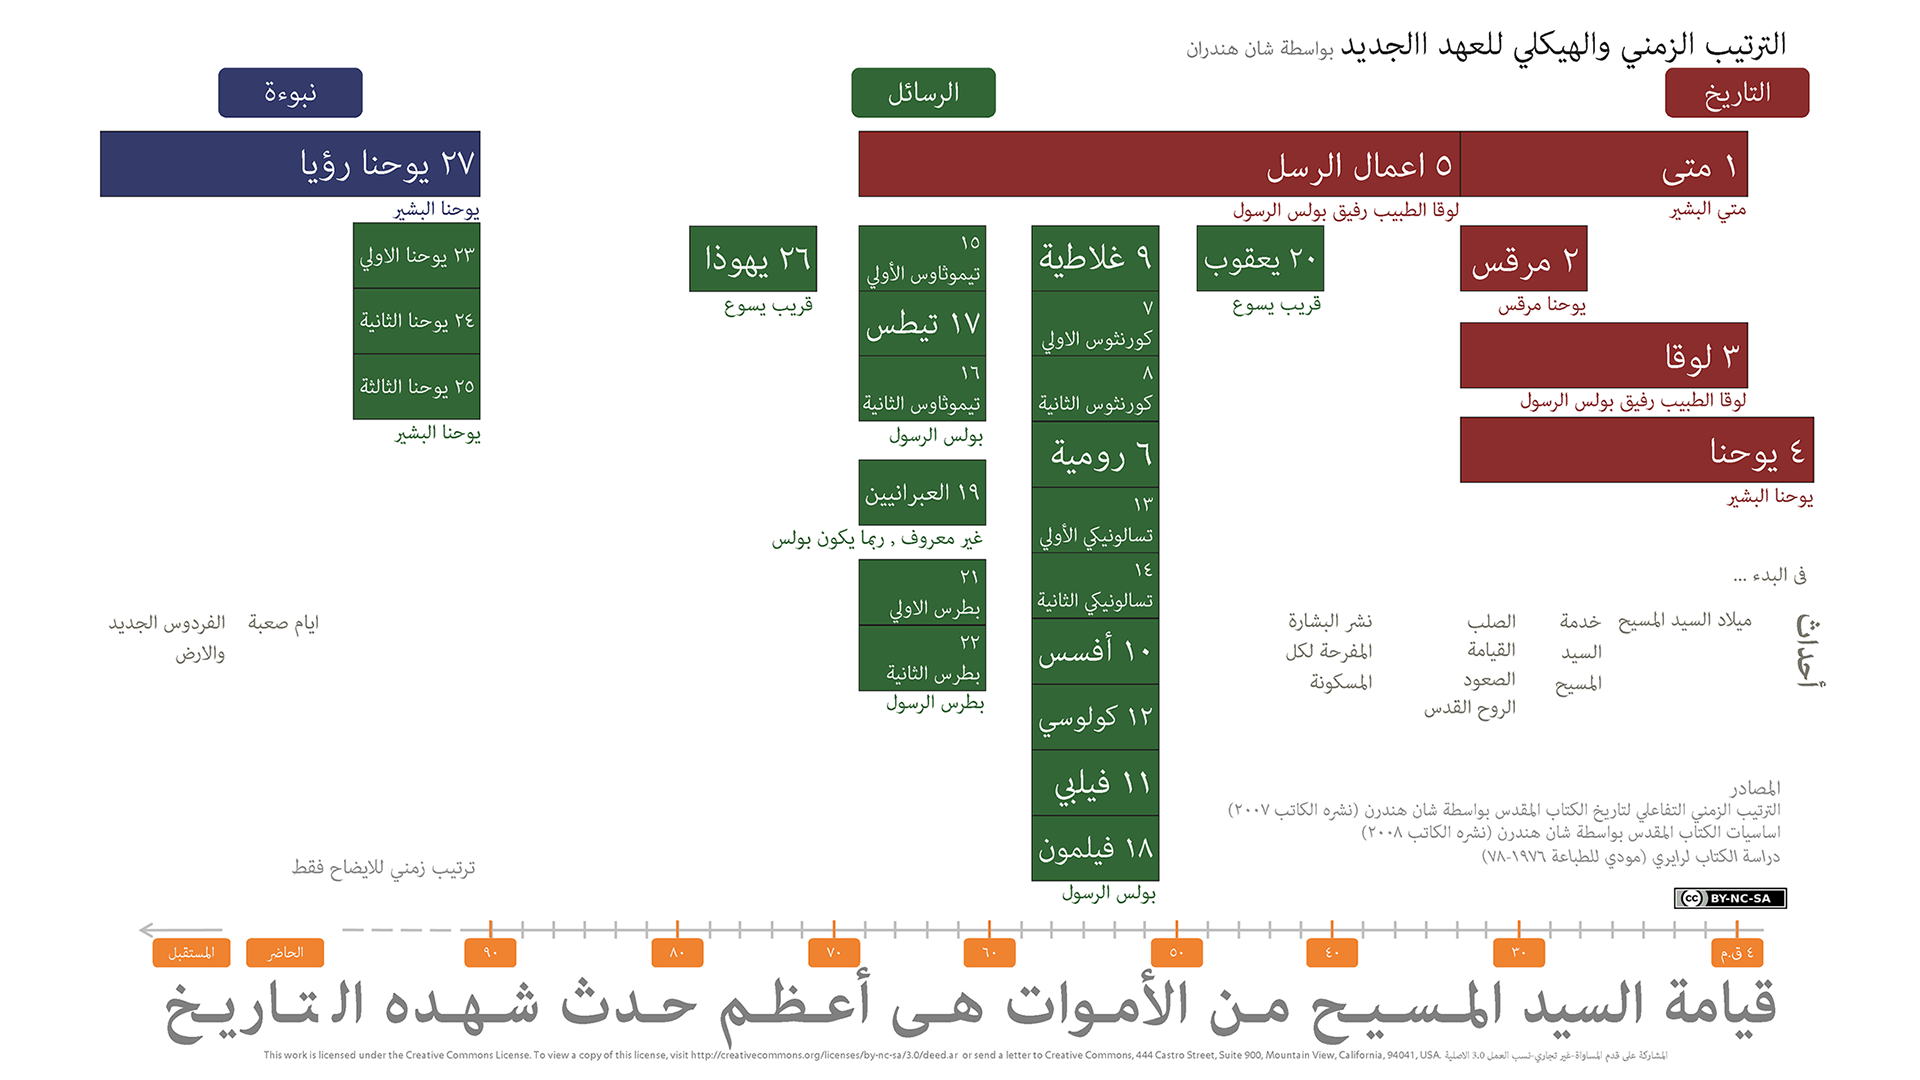 الترتيب الزمني والهيكلي للعهد االجديد بواسطة شان هندران
التاريخ
الرسائل
نبوءة
١ متى
٥ اعمال الرسل
٢٧ يوحنا رؤيا
متي البشير
لوقا الطبيب رفيق بولس الرسول
يوحنا البشير
٢ مرقس
يوحنا مرقس
٣ لوقا
لوقا الطبيب رفيق بولس الرسول
٤ يوحنا
يوحنا البشير
٢٠ يعقوب
قريب يسوع
٩ غلاطية
٧
كورنثوس الاولي
٨
كورنثوس الثانية
٦ رومية
١٣
تسالونيكي الأولي
١٤
تسالونيكي الثانية
١٠ أفسس
١٢ كولوسي
١١ فيلبي
١٨ فيلمون
بولس الرسول
١٥
تيموثاوس الأولي
١٧ تيطس
١٦
تيموثاوس الثانية
بولس الرسول
١٩ العبرانيين
غير معروف , ربما يكون بولس
٢١
بطرس الاولي
٢٢
بطرس الثانية
بطرس الرسول
٢٦ يهوذا
قريب يسوع
٢٣ يوحنا الاولي
٢٤ يوحنا الثانية
٢٥ يوحنا الثالثة
يوحنا البشير
فى البدء ...
أحداث
ميلاد السيد المسيح
خدمة
السيد
المسيح
الصلب
القيامة
الصعود
الروح القدس
نشر البشارة
المفرحة لكل
المسكونة
ايام صعبة
الفردوس الجديد
والارض
المصادر
الترتيب الزمني التفاعلي لتاريخ الكتاب المقدس بواسطة شان هندرن (نشره الكاتب ٢٠٠٧)
اساسيات الكتاب المقدس بواسطة شان هندرن (نشره الكاتب ٢٠٠٨)
دراسة الكتاب لرايري (مودي للطباعة ١٩٧٦-٧٨)
ترتيب زمني للايضاح فقط
cc BY-NC-SA
٤ ق.م
٣٠
٤٠
٥٠
٦٠
٧٠
٨٠
٩٠
الحاضر
المستقبل
قيامة السيد المسيح من الأموات هى أعظم حدث شهده التاريخ
This work is licensed under the Creative Commons License. To view a copy of this license, visit http://creativecommons.org/licenses/by-nc-sa/3.0/deed.ar or send a letter to Creative Commons, 444 Castro Street, Suite 900, Mountain View, California, 94041, USA. المشاركة على قدم المساواة-غير تجاري-نسب العمل 3.0 الاصلية